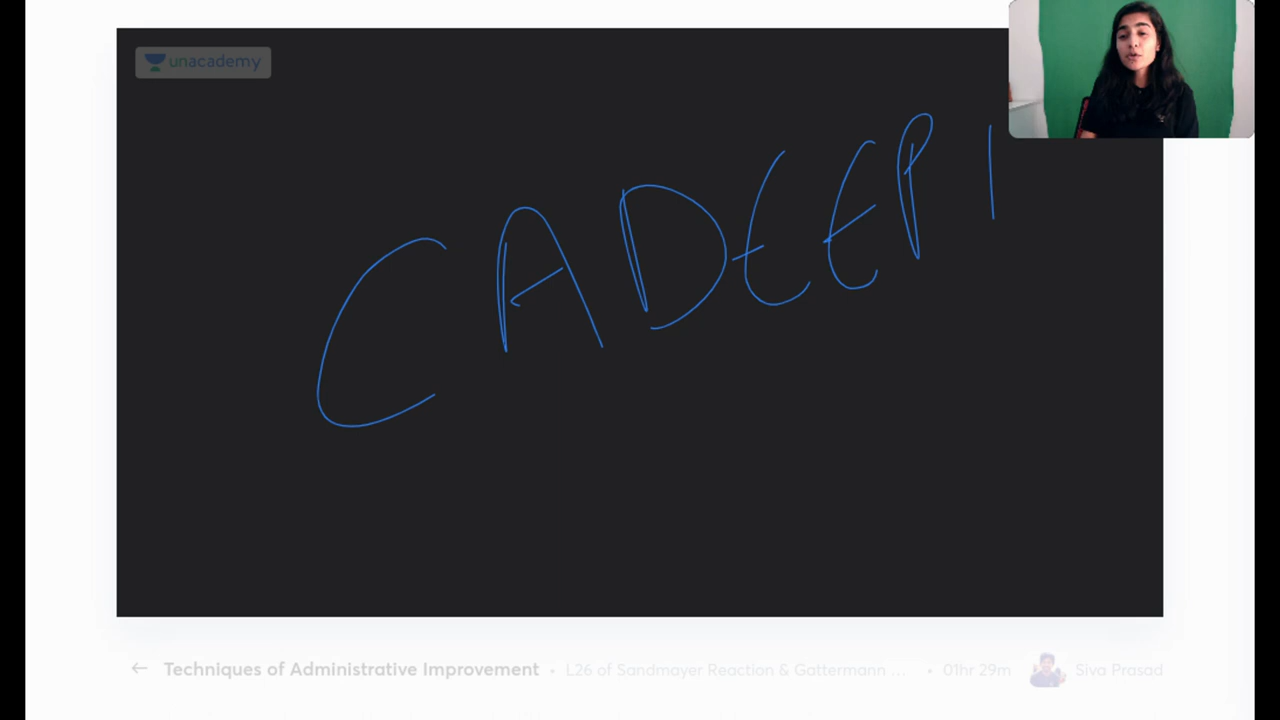 unacademy
CADEEPI
Techniques of Administrative Improvement • L26 of Sandmayer Reaction & Gattermann ... • 01hr 29m Siva Prasad